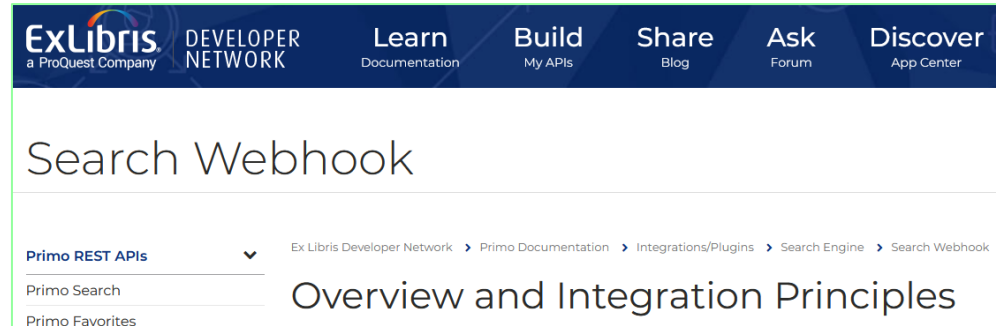 ExLibris.
a ProQuest Company
DEVELOPER
NETWORK
Learn
Documentation
Build
My APIs
Share
Blog
Ask
Forum
Discover
App Center
Search Webhook
Primo REST APIs
Primo Search
Primo Favorites
Ex Libris Developer Network > Primo Documentation > Integrations/Plugins > Search Engine > Search Webhook
Overview and Integration Principles